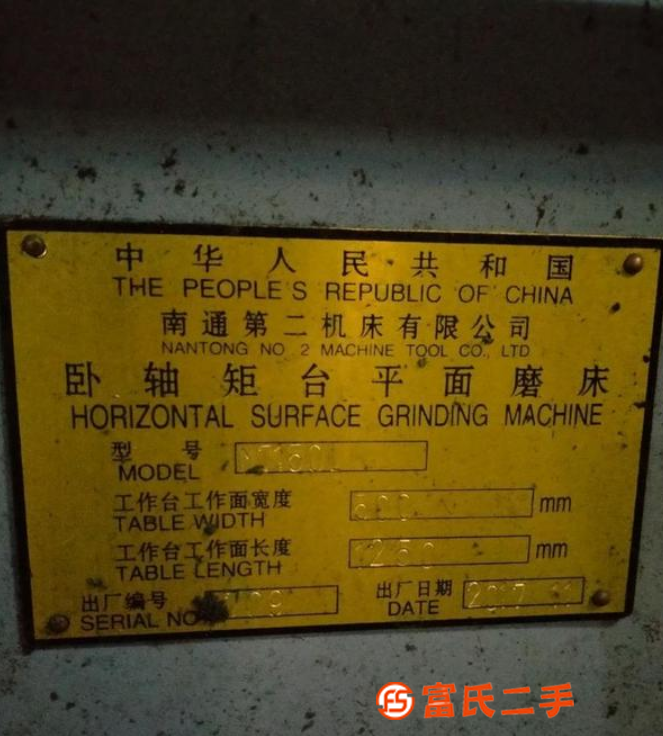 中华人民共和国
THE PEOPLE'S REPUBLIC OF CHINA
南通第二机床有限公司
NANTONG NO. 2 MACHINE TOOL CO., LTD
卧轴矩台平面磨床
HORIZONTAL SURFACE GRINDING MACHINE
型号
MODEL
工作台工作面宽度
TABLE WIDTH mm
工作台工作面长度
TABLE LENGTH 1250 mm
出厂编号 出厂日期
SERIAL NO DATE 2017 11
富氏二手